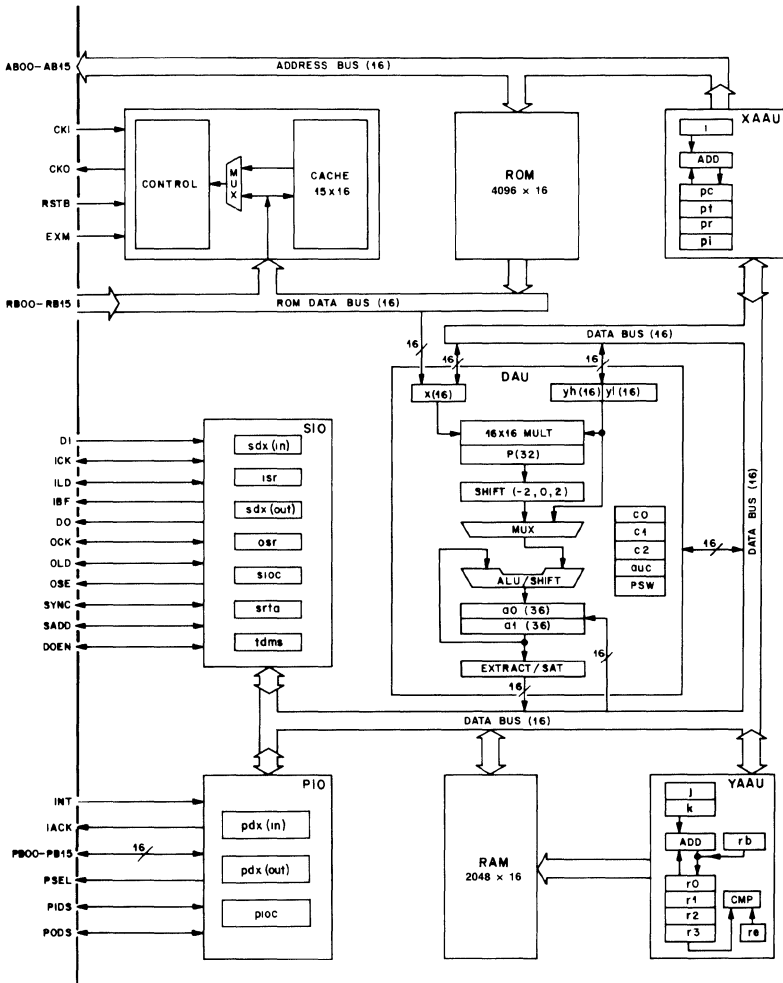 AB00-AB15
ADDRESS BUS (16)
CKI
CKO
RSTB
EXM
CONTROL
MUX
CACHE
15x16
ROM
4096 × 16
XAAU
i
ADD
pc
pt
pr
pi
RB00-RB15
ROM DATA BUS (16)
DATA BUS (16)
16
16
16
DAU
x(16)
yh(16) yl(16)
16X16 MULT
P(32)
SHIFT (-2,0,2)
MUX
ALU/SHIFT
a0 (36)
a1 (36)
EXTRACT/SAT
16
16
C0
c1
c2
auc
PSW
16
DATA BUS (16)
DI
ICK
ILD
IBF
DO
OCK
OLD
OSE
SYNC
SADD
DOEN
SIO
sdx(in)
isr
sdx(out)
osr
sioc
srta
tdms
DATA BUS (16)
INT
IACK
PB00-PB15
16
PSEL
PIDS
PODS
PIO
pdx(in)
pdx(out)
pioc
RAM
2048 × 16
YAAU
j
k
ADD
rb
r0
r1
r2
r3
CMP
re